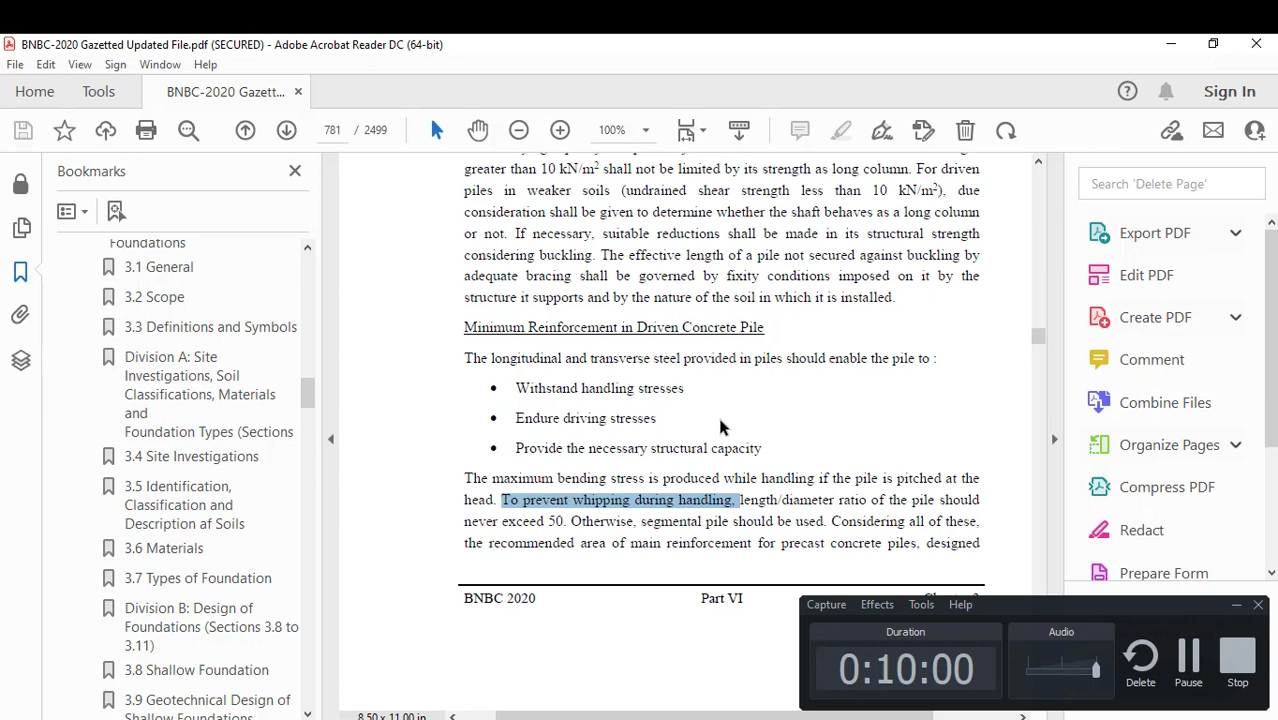 BNBC-2020 Gazetted Updated File.pdf (SECURED) - Adobe Acrobat Reader DC (64-bit)
File Edit View Sign Window Help
Home Tools BNBC-2020 Gazett... Sign In
781 / 2499 100%
Bookmarks
Foundations
3.1 General
3.2 Scope
3.3 Definitions and Symbols
Division A: Site
Investigations, Soil
Classifications, Materials
and
Foundation Types (Sections
3.4 Site Investigations
3.5 Identification,
Classification and
Description af Soils
3.6 Materials
3.7 Types of Foundation
Division B: Design of
Foundations (Sections 3.8 to
3.11)
3.8 Shallow Foundation
3.9 Geotechnical Design of
Shallow Foundations
greater than 10 kN/m2 shall not be limited by its strength as long column. For driven
piles in weaker soils (undrained shear strength less than 10 kN/m2), due
consideration shall be given to determine whether the shaft behaves as a long column
or not. If necessary, suitable reductions shall be made in its structural strength
considering buckling. The effective length of a pile not secured against buckling by
adequate bracing shall be governed by fixity conditions imposed on it by the
structure it supports and by the nature of the soil in which it is installed.
Minimum Reinforcement in Driven Concrete Pile
The longitudinal and transverse steel provided in piles should enable the pile to :
• Withstand handling stresses
• Endure driving stresses
• Provide the necessary structural capacity
The maximum bending stress is produced while handling if the pile is pitched at the
head. To prevent whipping during handling, length/diameter ratio of the pile should
never exceed 50. Otherwise, segmental pile should be used. Considering all of these,
the recommended area of main reinforcement for precast concrete piles, designed
BNBC 2020 Part VI
8.50 x 11.00 in
Search 'Delete Page'
Export PDF
Edit PDF
Create PDF
Comment
Combine Files
Organize Pages
Compress PDF
Redact
Prepare Form
Capture Effects Tools Help
Duration
0:10:00
Audio
Delete
Pause
Stop